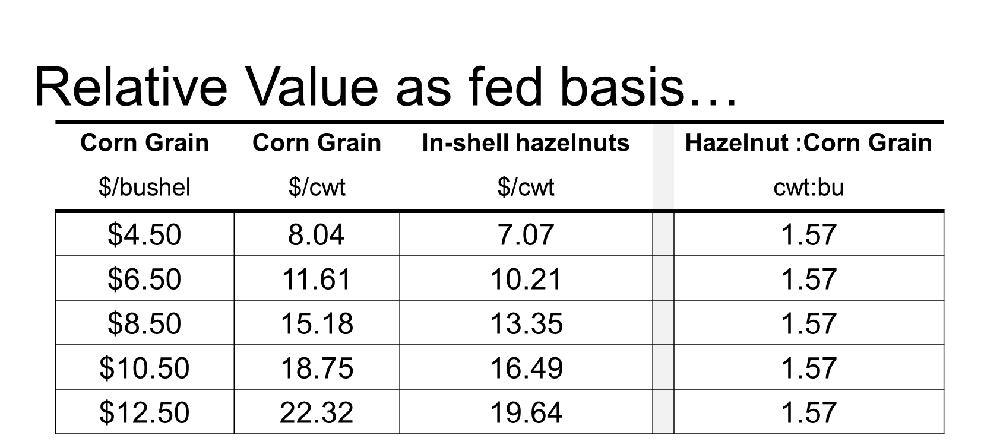 Relative Value as fed basis…
Corn Grain Corn Grain In-shell hazelnuts Hazelnut :Corn Grain
$/bushel $/cwt $/cwt cwt:bu
$4.50 8.04 7.07 1.57
$6.50 11.61 10.21 1.57
$8.50 15.18 13.35 1.57
$10.50 18.75 16.49 1.57
$12.50 22.32 19.64 1.57